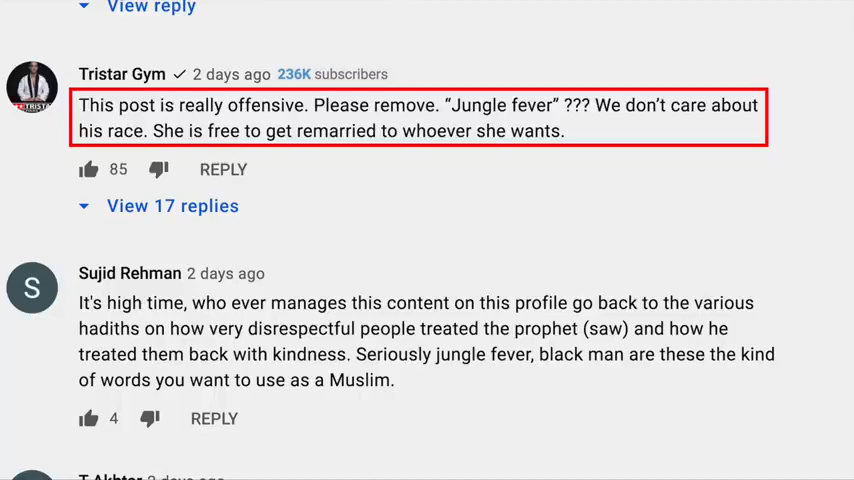 View reply
Tristar Gym 2 days ago 236K subscribers
This post is really offensive. Please remove. “Jungle fever” ??? We don’t care about
his race. She is free to get remarried to whoever she wants.
85 REPLY
View 17 replies
S
Sujid Rehman 2 days ago
It's high time, who ever manages this content on this profile go back to the various
hadiths on how very disrespectful people treated the prophet (saw) and how he
treated them back with kindness. Seriously jungle fever, black man are these the kind
of words you want to use as a Muslim.
4 REPLY
T Akhtar 2 days ago